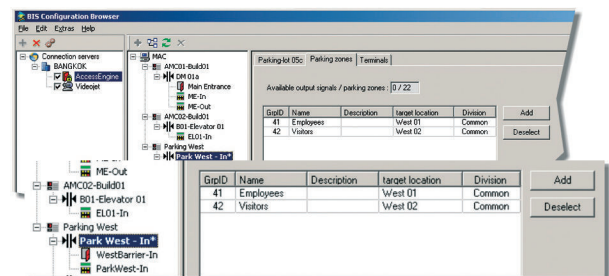 BIS Configuration Browser
File Edit Extras Help
Connection servers
BANGKOK
AccessEngine
Videojet
MAC
AMC01-Build01
DM 01a
Main Entrance
ME-In
ME-Out
AMC02-Build01
B01-Elevator 01
EL01-In
Parking West
Park West - In*
Parking-lot 05c Parking zones Terminals
Available output signals / parking zones : 0 / 22
GrpID Name Description target location Division
41 Employees West 01 Common
42 Visitors West 02 Common
Add
Deselect
ME-Out
AMC02-Build01
B01-Elevator 01
EL01-In
Parking West
Park West - In*
WestBarrier-In
ParkWest-In
GrpID Name Description target location Division
41 Employees West 01 Common
42 Visitors West 02 Common
Add
Deselect